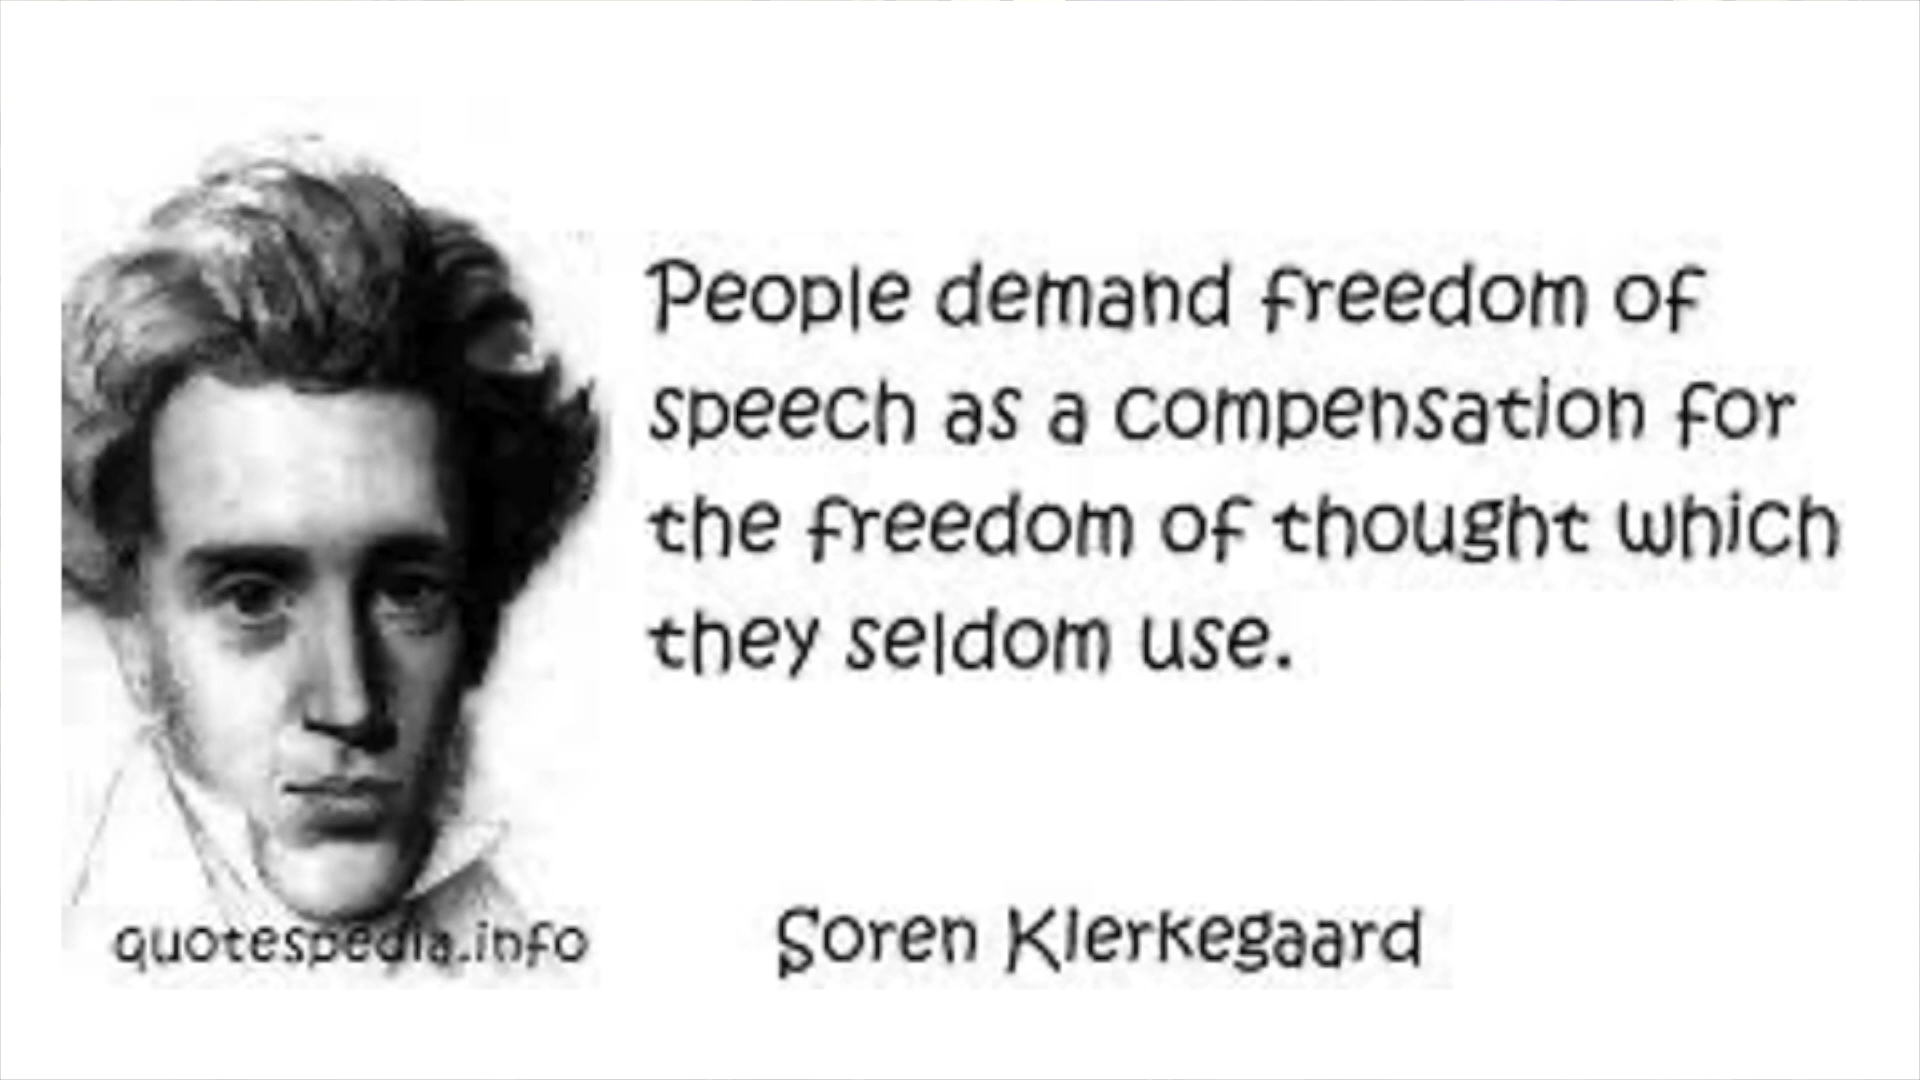 People demand freedom of
speech as a compensation for
the freedom of thought which
they seldom use.
quotespedia.info
Soren Kierkegaard